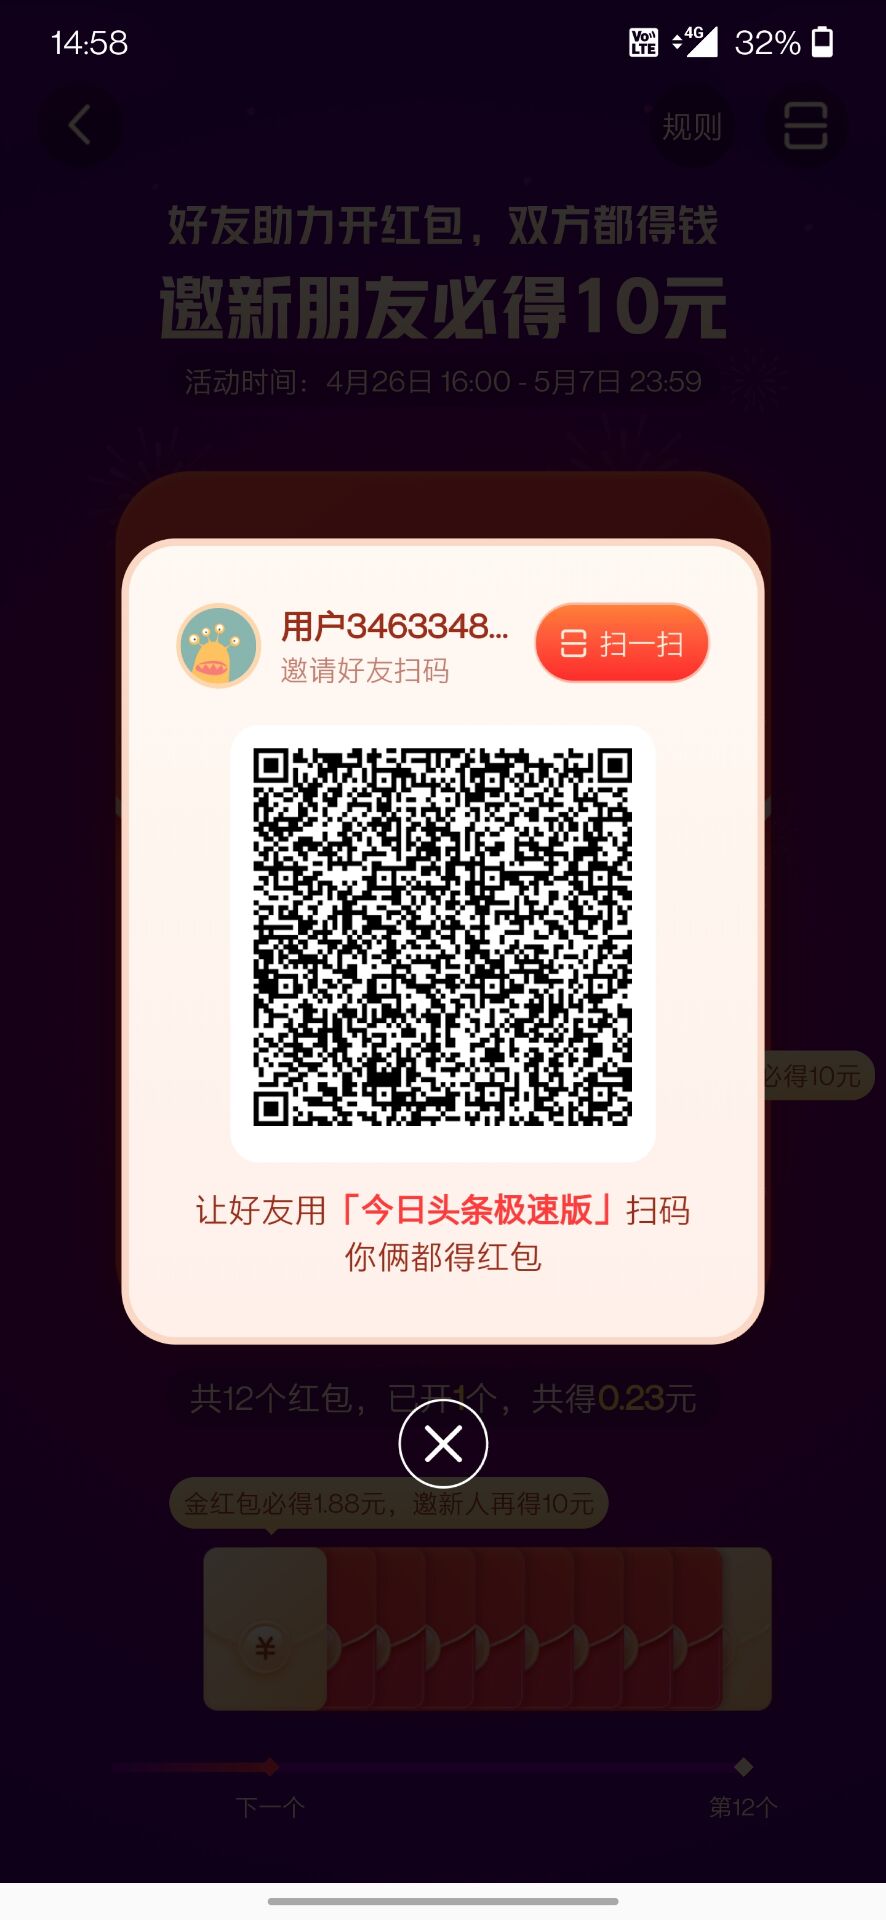 14:58
Vo LTE
4G
32%
规则
好友助力开红包，双方都得钱
邀新朋友必得10元
活动时间：4月26日 16:00 - 5月7日 23:59
用户3463348...
邀请好友扫码
扫一扫
必得10元
让好友用「今日头条极速版」扫码
你俩都得红包
共12个红包，已开1个，共得0.23元
金红包必得1.88元，邀新人再得10元
¥
下一个
第12个